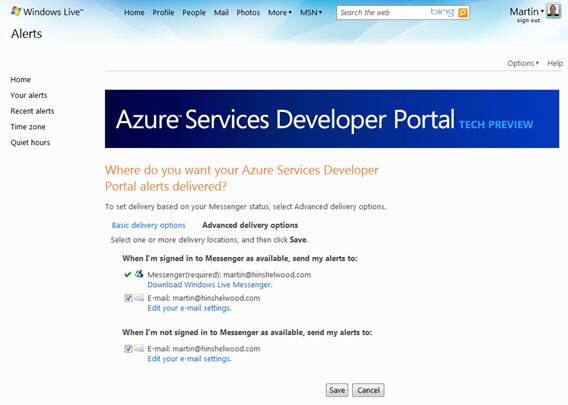 Windows Live™ Home Profile People Mail Photos More MSN Search the web bing Martin
sign out
Alerts
Options Help
Home
Your alerts
Recent alerts
Time zone
Quiet hours
Azure™ Services Developer Portal TECH PREVIEW
Where do you want your Azure Services Developer
Portal alerts delivered?
To set delivery based on your Messenger status, select Advanced delivery options.
Basic delivery options Advanced delivery options
Select one or more delivery locations, and then click Save.
When I'm signed in to Messenger as available, send my alerts to:
Messenger(required): martin@hinshelwood.com
Download Windows Live Messenger.
E-mail: martin@hinshelwood.com
Edit your e-mail settings.
When I'm not signed in to Messenger as available, send my alerts to:
E-mail: martin@hinshelwood.com
Edit your e-mail settings.
Save Cancel